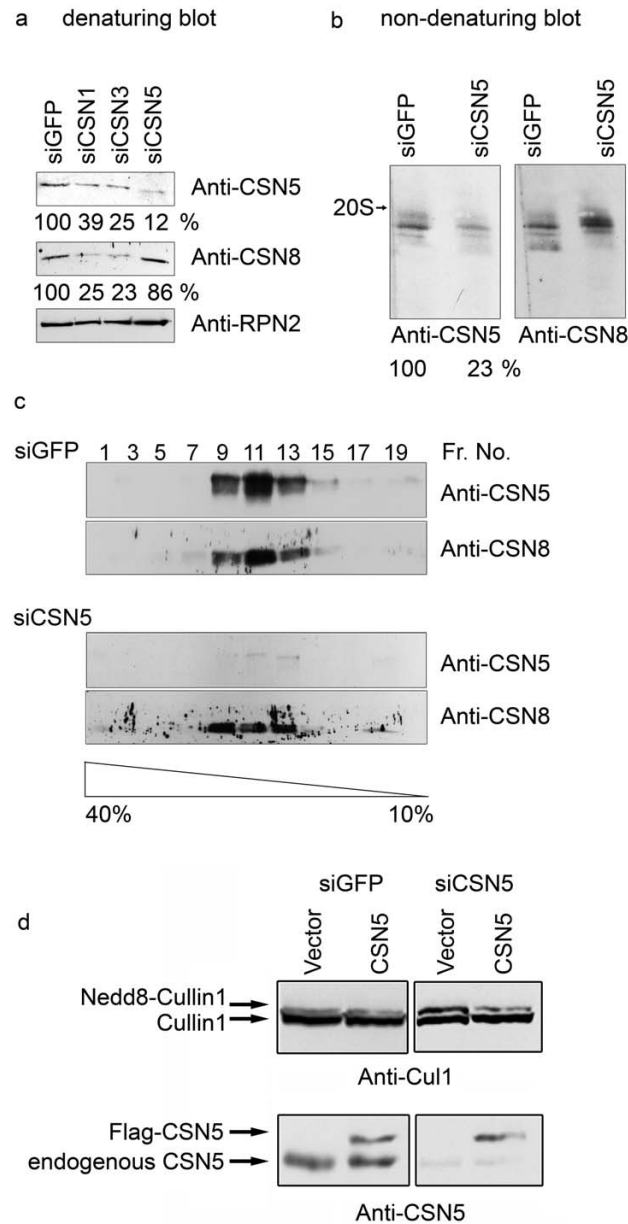 a denaturing blot
siGFP siCSN1 siCSN3 siCSN5
Anti-CSN5
100 39 25 12 %
Anti-CSN8
100 25 23 86 %
Anti-RPN2
b non-denaturing blot
siGFP siCSN5 siGFP siCSN5
20S
Anti-CSN5 Anti-CSN8
100 23 %
c
siGFP 1 3 5 7 9 11 13 15 17 19 Fr. No.
Anti-CSN5
Anti-CSN8
siCSN5
Anti-CSN5
Anti-CSN8
40% 10%
d
siGFP siCSN5
Vector CSN5 Vector CSN5
Nedd8-Cullin1
Cullin1
Anti-Cul1
Flag-CSN5
endogenous CSN5
Anti-CSN5